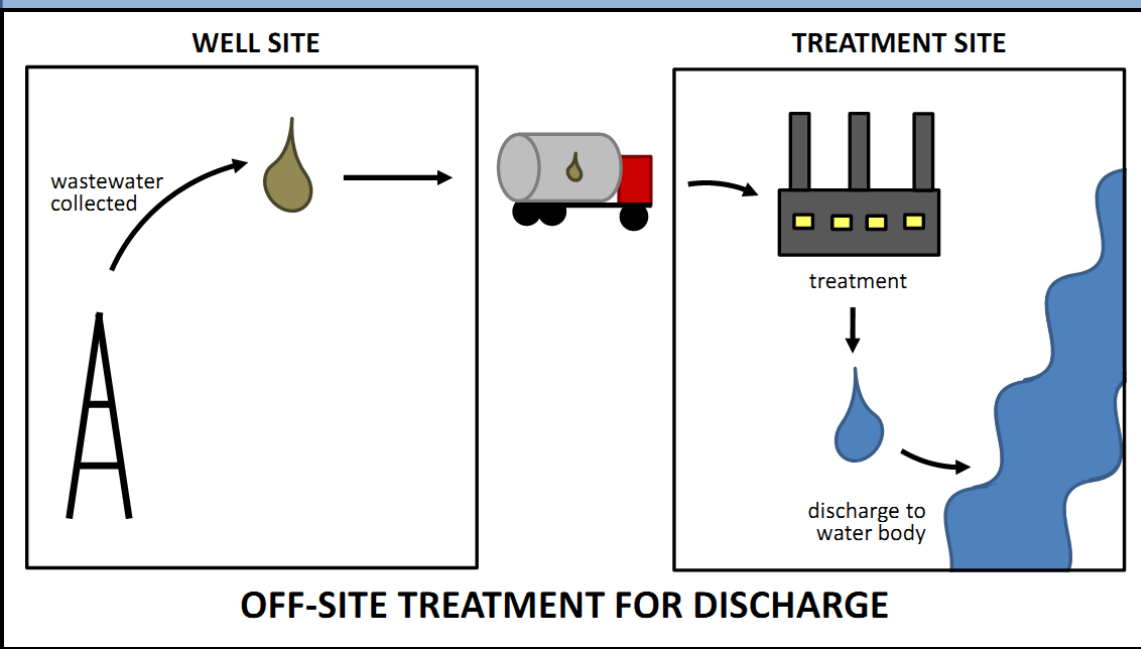 WELL SITE
TREATMENT SITE
wastewater
collected
treatment
discharge to
water body
OFF-SITE TREATMENT FOR DISCHARGE